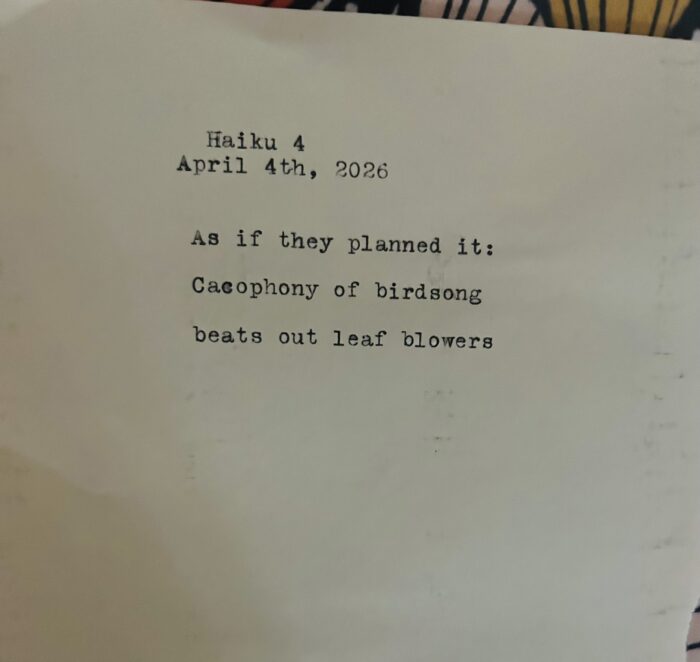 Haiku 4
April 4th, 2026
As if they planned it:
Cacophony of birdsong
beats out leaf blowers